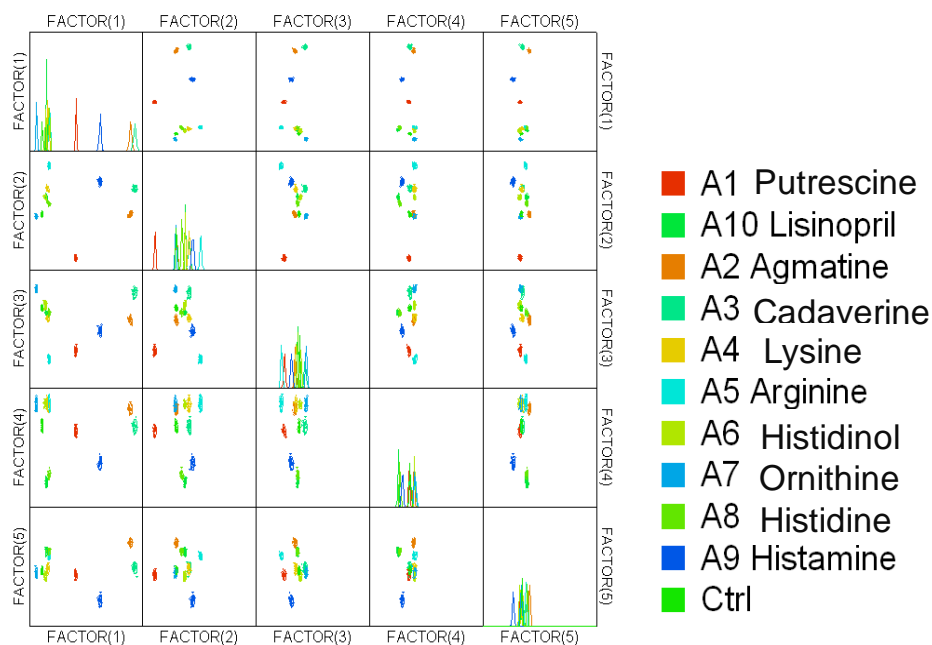 FACTOR(1) FACTOR(2) FACTOR(3) FACTOR(4) FACTOR(5)
FACTOR(1) FACTOR(1)
FACTOR(2) FACTOR(2)
FACTOR(3) FACTOR(3)
FACTOR(4) FACTOR(4)
FACTOR(5) FACTOR(5)
FACTOR(1) FACTOR(2) FACTOR(3) FACTOR(4) FACTOR(5)
A1 Putrescine
A10 Lisinopril
A2 Agmatine
A3 Cadaverine
A4 Lysine
A5 Arginine
A6 Histidinol
A7 Ornithine
A8 Histidine
A9 Histamine
Ctrl